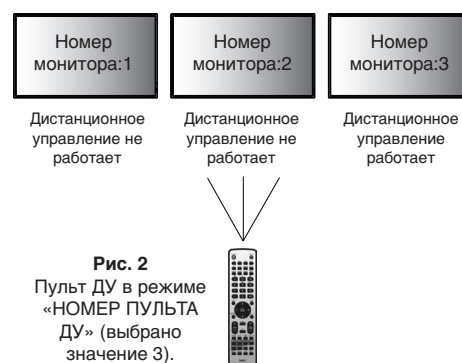 Номер
монитора:1
Номер
монитора:2
Номер
монитора:3
Дистанционное
управление не
работает
Дистанционное
управление не
работает
Дистанционное
управление
работает
Рис. 2
Пульт ДУ в режиме
«НОМЕР ПУЛЬТА
ДУ» (выбрано
значение 3).